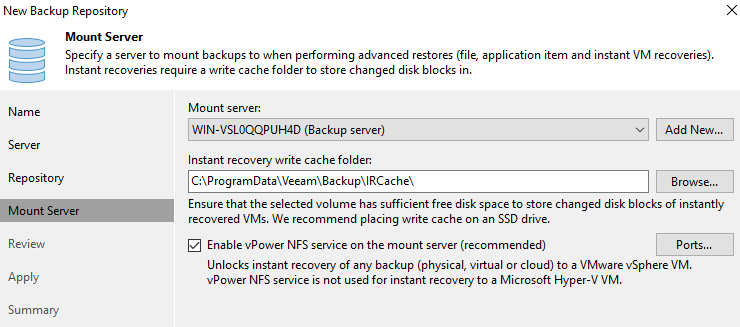 New Backup Repository
Mount Server
Specify a server to mount backups to when performing advanced restores (file, application item and instant VM recoveries).
Instant recoveries require a write cache folder to store changed disk blocks in.
Name
Server
Repository
Mount Server
Review
Apply
Summary
Mount server:
WIN-VSL0QQPUH4D (Backup server)
Add New...
Instant recovery write cache folder:
C:\ProgramData\Veeam\Backup\IRCache\
Browse...
Ensure that the selected volume has sufficient free disk space to store changed disk blocks of instantly
recovered VMs. We recommend placing write cache on an SSD drive.
Enable vPower NFS service on the mount server (recommended)
Ports...
Unlocks instant recovery of any backup (physical, virtual or cloud) to a VMware vSphere VM.
vPower NFS service is not used for instant recovery to a Microsoft Hyper-V VM.